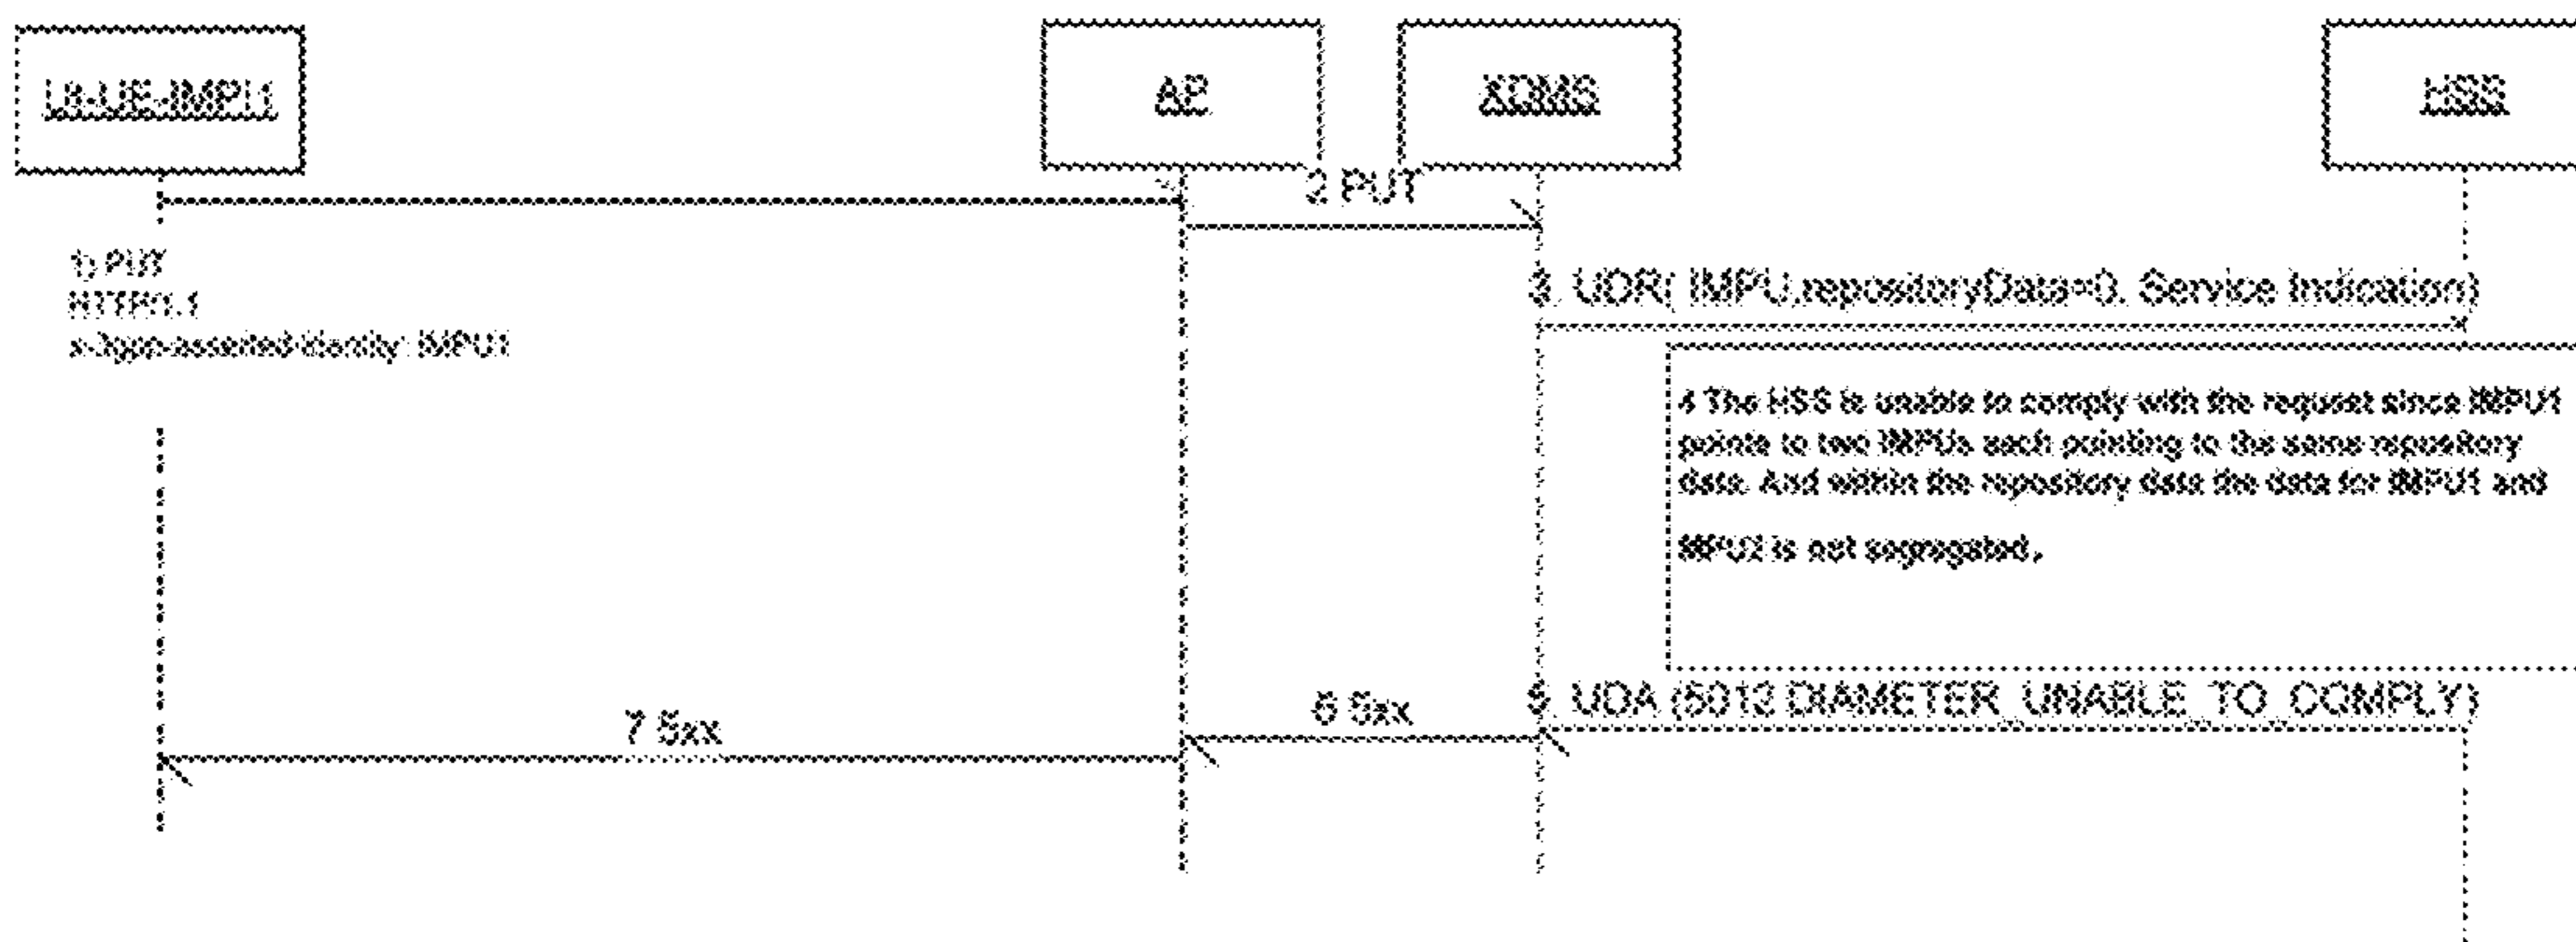 AP
XDMS
HSS
2 PUT
1) PUT
HTTP/1.1
x-3gpp-asserted-identity: IMPU1
3. UDR( IMPU,repositoryData=0, Service Indication)
4 The HSS is unable to comply with the request since IMPU1
points to two IMPUs each pointing to the same repository
data. And within the repository data the data for IMPU1 and
IMPU2 is not segregated.
5. UDA (5012 DIAMETER_UNABLE_TO_COMPLY)
6 5xx
7 5xx